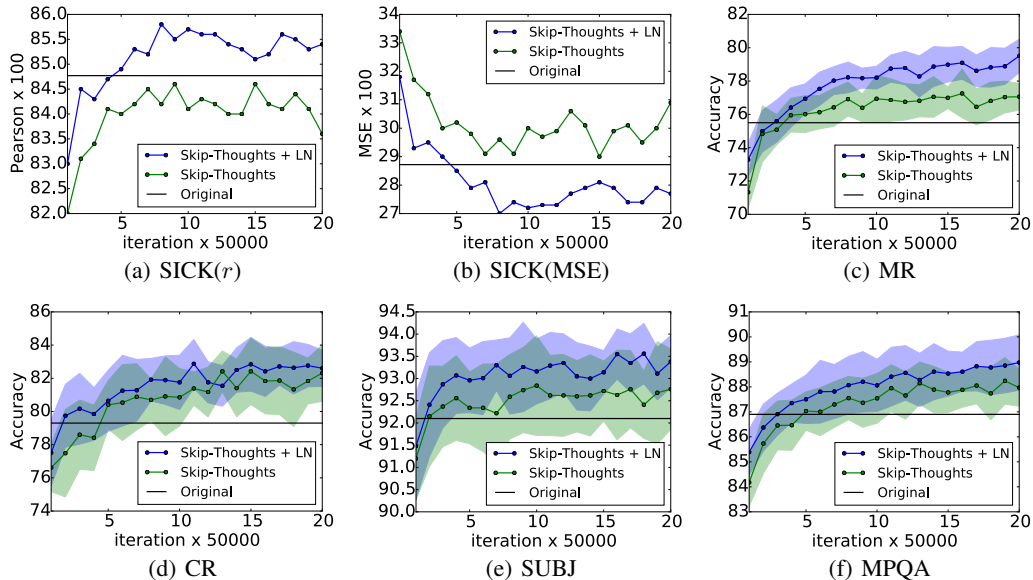 86.0
85.5
85.0
84.5
84.0
83.5
83.0
82.5
82.0
Pearson x 100
Skip-Thoughts + LN
Skip-Thoughts
Original
5 10 15 20
iteration x 50000
(a) SICK(r)
34
33
32
31
30
29
28
27
MSE x 100
Skip-Thoughts + LN
Skip-Thoughts
Original
5 10 15 20
iteration x 50000
(b) SICK(MSE)
82
80
78
76
74
72
70
Accuracy
Skip-Thoughts + LN
Skip-Thoughts
Original
5 10 15 20
iteration x 50000
(c) MR
86
84
82
80
78
76
74
Accuracy
Skip-Thoughts + LN
Skip-Thoughts
Original
5 10 15 20
iteration x 50000
(d) CR
94.5
94.0
93.5
93.0
92.5
92.0
91.5
91.0
90.5
90.0
Accuracy
Skip-Thoughts + LN
Skip-Thoughts
Original
5 10 15 20
iteration x 50000
(e) SUBJ
91
90
89
88
87
86
85
84
83
Accuracy
Skip-Thoughts + LN
Skip-Thoughts
Original
5 10 15 20
iteration x 50000
(f) MPQA